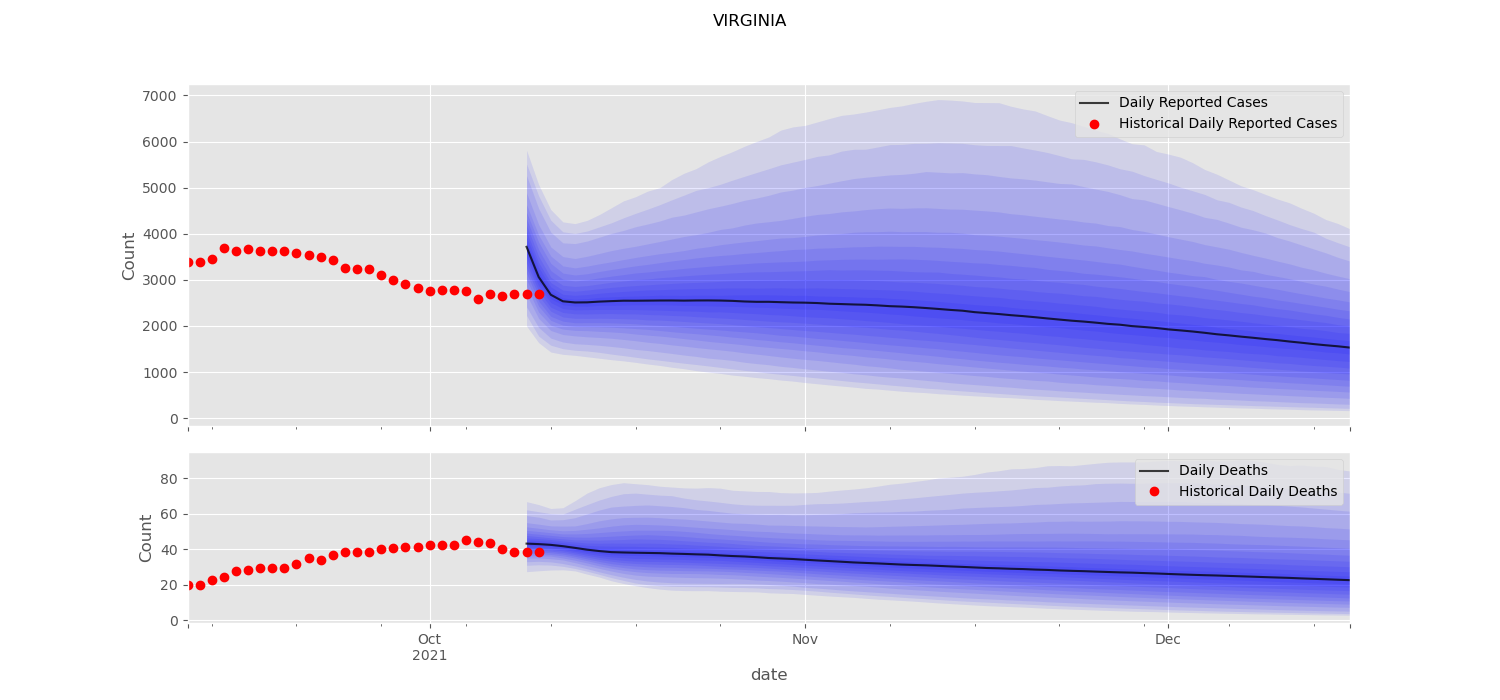 VIRGINIA
7000
6000
5000
4000
3000
2000
1000
0
Count
Daily Reported Cases
Historical Daily Reported Cases
80
60
40
20
0
Count
Daily Deaths
Historical Daily Deaths
Oct
2021
Nov
Dec
date